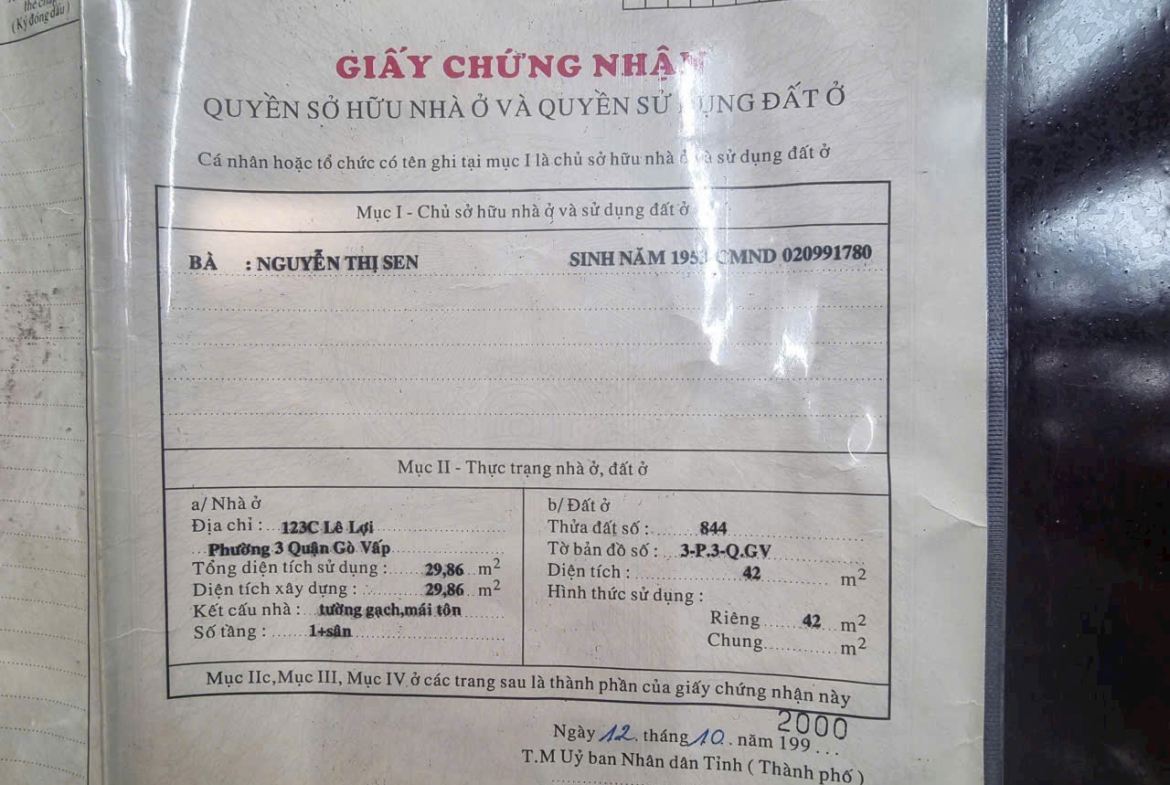 (Ký đóng dấu)
GIẤY CHỨNG NHẬN
QUYỀN SỞ HỮU NHÀ Ở VÀ QUYỀN SỬ DỤNG ĐẤT Ở
Cá nhân hoặc tổ chức có tên ghi tại mục I là chủ sở hữu nhà ở và sử dụng đất ở
Mục I - Chủ sở hữu nhà ở và sử dụng đất ở
BÀ : NGUYỄN THỊ SEN SINH NĂM CMND 020991780
Mục II - Thực trạng nhà ở, đất ở
a/ Nhà ở
Địa chỉ : 123C Lê Lợi
Phường 3 Quận Gò Vấp
Tổng diện tích sử dụng : 29,86 m²
Diện tích xây dựng : 29,86 m²
Kết cấu nhà : tường gạch,mái tôn
Số tầng : 1+sân
b/ Đất ở
Thửa đất số : 844
Tờ bản đồ số : 3-P.3-Q.GV
Diện tích : 42 m²
Hình thức sử dụng :
Riêng 42 m²
Chung m²
Mục IIc,Mục III, Mục IV ở các trang sau là thành phần của giấy chứng nhận này
2000
Ngày 12. tháng 10. năm 199...
T.M Uỷ ban Nhân dân Tỉnh ( Thành phố )